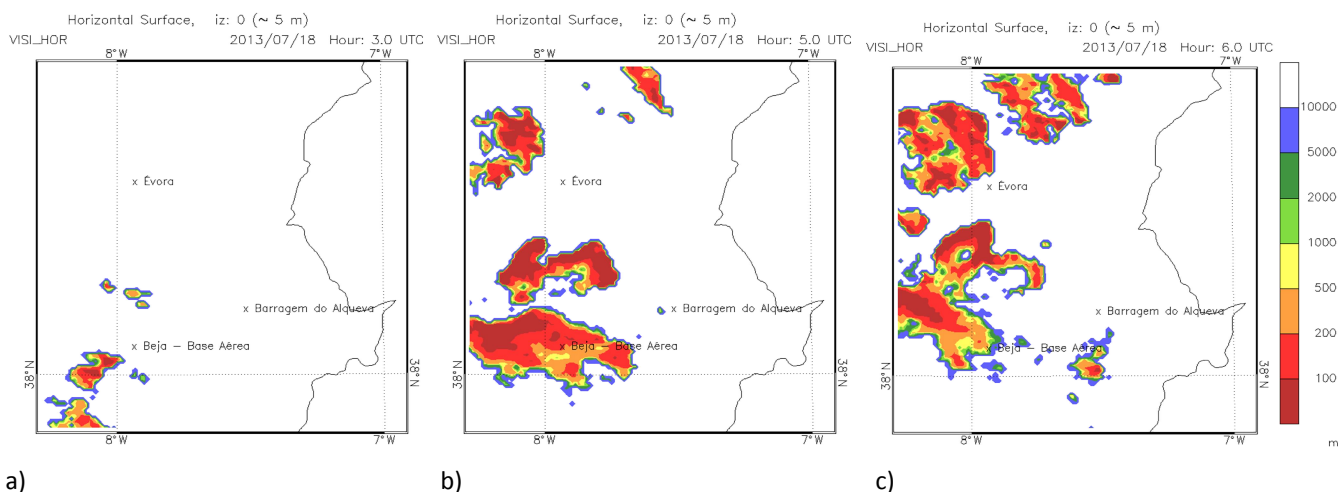 Horizontal Surface, iz: 0 (~ 5 m)
VISI_HOR
8°W
2013/07/18 Hour: 3.0 UTC
7°W
x Évora
x Barragem do Alqueva
x Beja – Base Aérea
38°N
38°N
8°W
7°W
a)
Horizontal Surface, iz: 0 (~ 5 m)
VISI_HOR
8°W
2013/07/18 Hour: 5.0 UTC
7°W
x Évora
x Barragem do Alqueva
x Beja – Base Aérea
38°N
38°N
8°W
7°W
b)
Horizontal Surface, iz: 0 (~ 5 m)
VISI_HOR
8°W
2013/07/18 Hour: 6.0 UTC
7°W
x Évora
x Barragem do Alqueva
x Beja – Base Aérea
38°N
38°N
8°W
7°W
c)
10000
5000
2000
1000
500
200
100
m